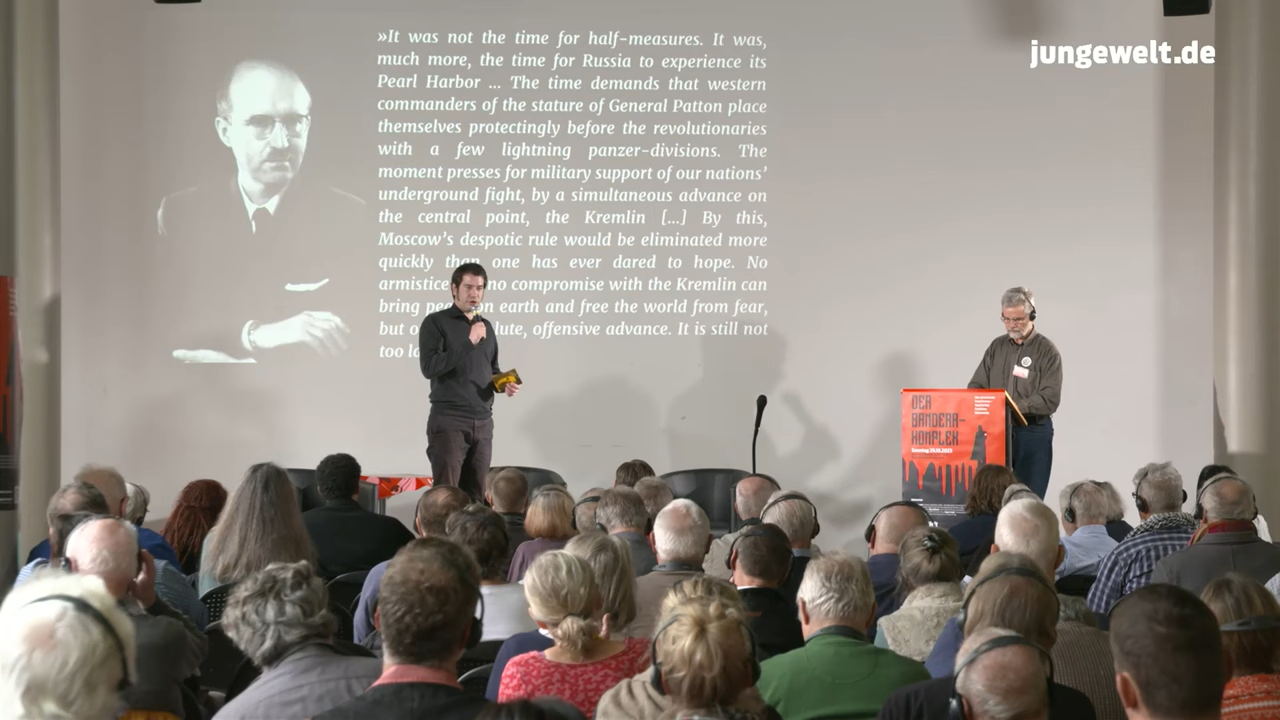 jungewelt.de
»It was not the time for half-measures. It was,
much more, the time for Russia to experience its
Pearl Harbor ... The time demands that western
commanders of the stature of General Patton place
themselves protectingly before the revolutionaries
with a few lightning panzer-divisions. The
moment presses for military support of our nations'
underground fight, by a simultaneous advance on
the central point, the Kremlin [...] By this,
Moscow's despotic rule would be eliminated more
quickly than one has ever dared to hope. No
armistice no compromise with the Kremlin can
bring on earth and free the world from fear,
but offensive advance. It is still not
too
DER
BANDERA-
KOMPLEX